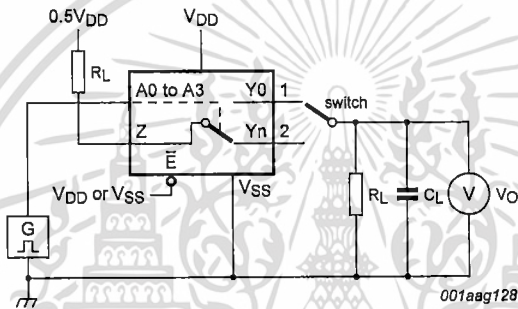 0.5VDD
VDD
RL
A0 to A3
Y0 1
switch
Z
Yn 2
E
VDD or VSS
VSS
G
RL
CL
V
VO
001aag128